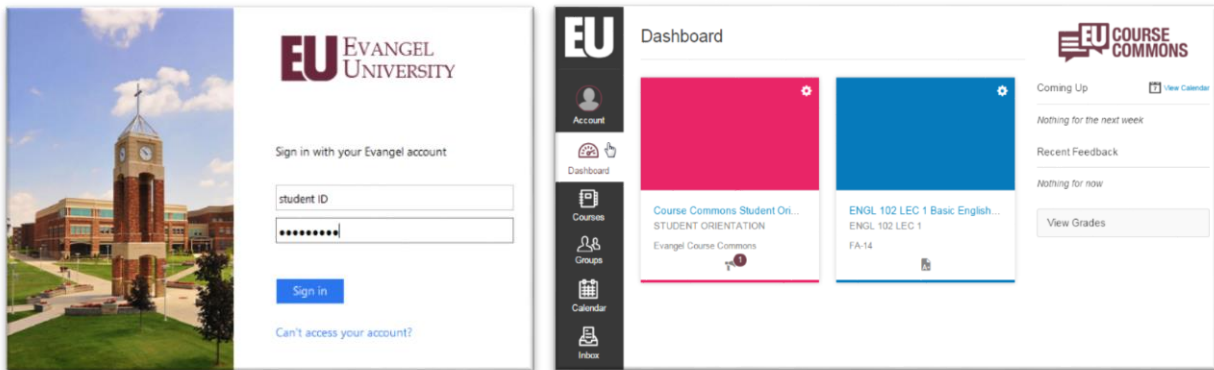 EU EVANGEL
UNIVERSITY
Sign in with your Evangel account
student ID
•••••••••
Sign in
Can't access your account?
EU
Account
Dashboard
Courses
Groups
Calendar
Inbox
Dashboard
Course Commons Student Ori...
STUDENT ORIENTATION
Evangel Course Commons
1
ENGL 102 LEC 1 Basic English...
ENGL 102 LEC 1
FA-14
EU COURSE
COMMONS
Coming Up
View Calendar
Nothing for the next week
Recent Feedback
Nothing for now
View Grades